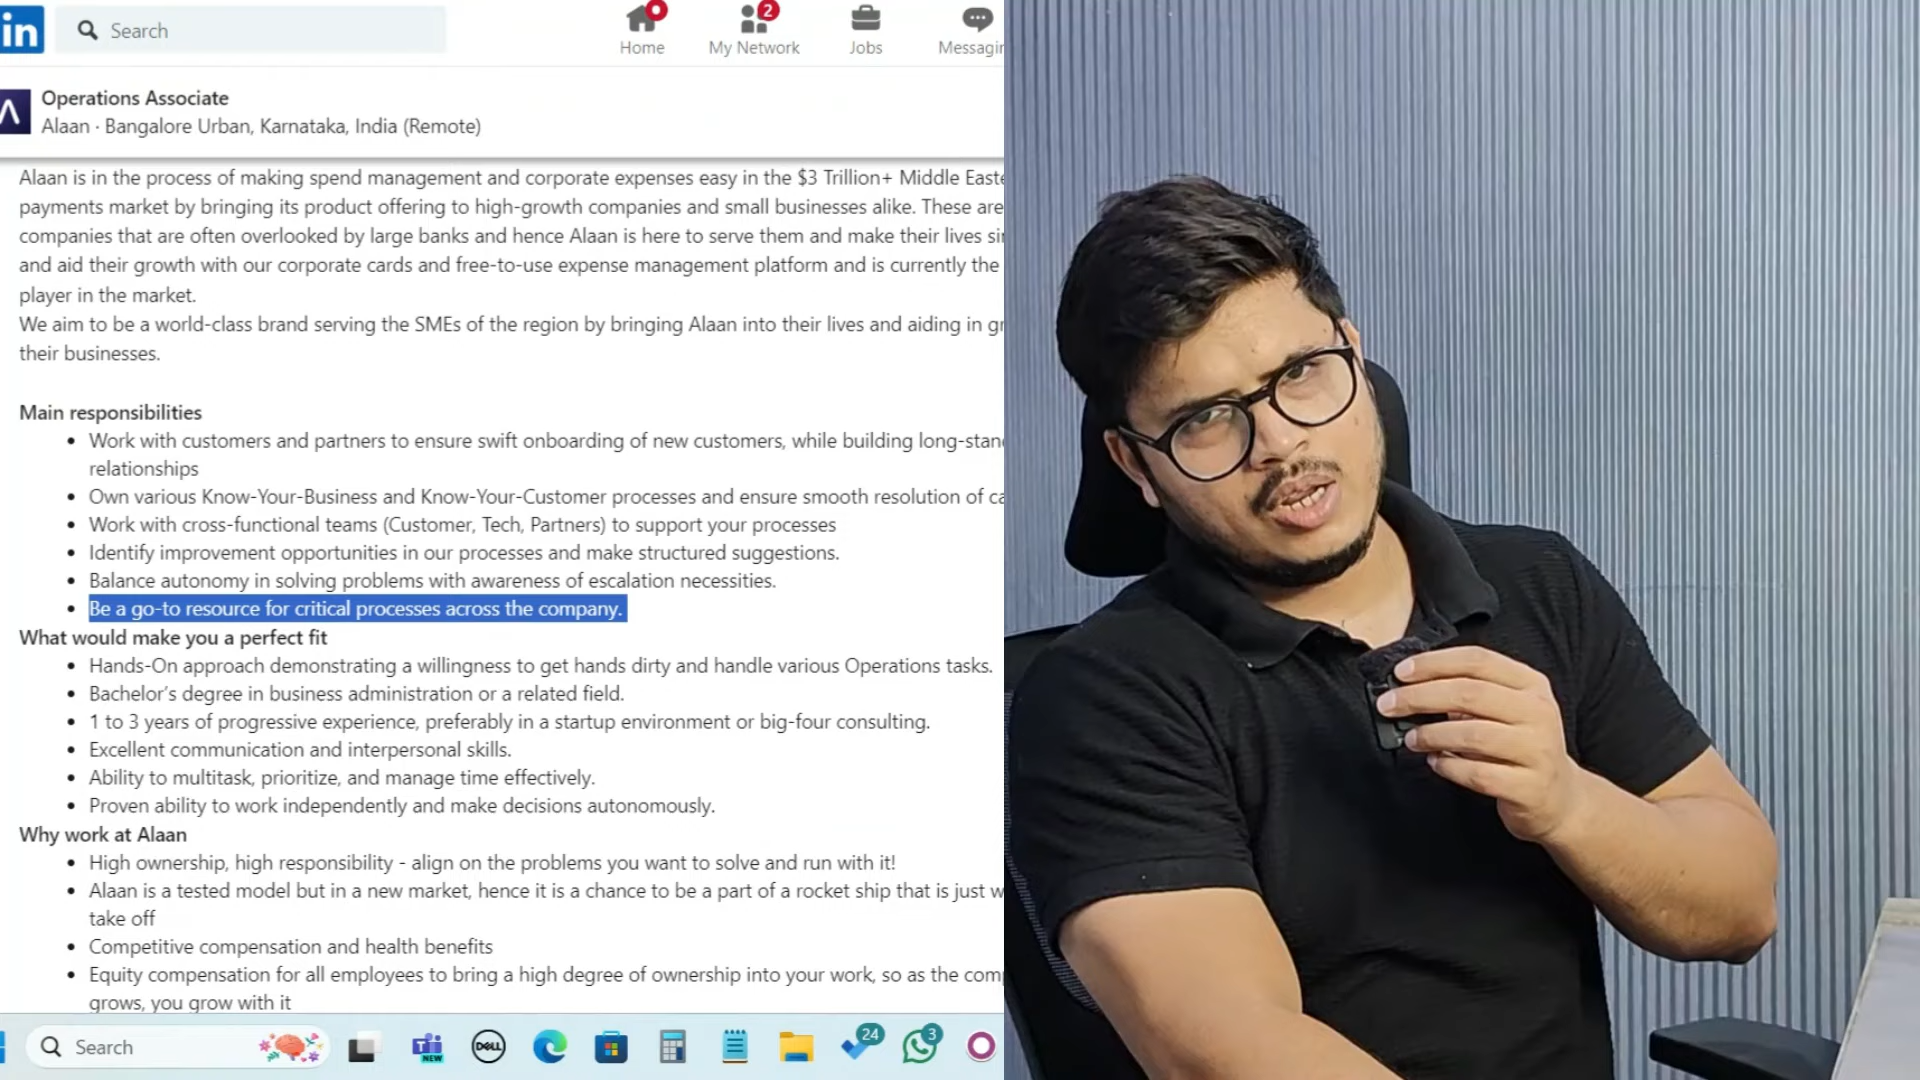 in
Search
2
Home
My Network
Jobs
Messagin
Operations Associate
Alaan · Bangalore Urban, Karnataka, India (Remote)
Alaan is in the process of making spend management and corporate expenses easy in the $3 Trillion+ Middle Easte
payments market by bringing its product offering to high-growth companies and small businesses alike. These are
companies that are often overlooked by large banks and hence Alaan is here to serve them and make their lives
and aid their growth with our corporate cards and free-to-use expense management platform and is currently the
player in the market.
We aim to be a world-class brand serving the SMEs of the region by bringing Alaan into their lives and aiding in
their businesses.
Main responsibilities
• Work with customers and partners to ensure swift onboarding of new customers, while building long-stan
relationships
• Own various Know-Your-Business and Know-Your-Customer processes and ensure smooth resolution of ca
• Work with cross-functional teams (Customer, Tech, Partners) to support your processes
• Identify improvement opportunities in our processes and make structured suggestions.
• Balance autonomy in solving problems with awareness of escalation necessities.
• Be a go-to resource for critical processes across the company.
What would make you a perfect fit
• Hands-On approach demonstrating a willingness to get hands dirty and handle various Operations tasks.
• Bachelor's degree in business administration or a related field.
• 1 to 3 years of progressive experience, preferably in a startup environment or big-four consulting.
• Excellent communication and interpersonal skills.
• Ability to multitask, prioritize, and manage time effectively.
• Proven ability to work independently and make decisions autonomously.
Why work at Alaan
• High ownership, high responsibility - align on the problems you want to solve and run with it!
• Alaan is a tested model but in a new market, hence it is a chance to be a part of a rocket ship that is just w
take off
• Competitive compensation and health benefits
• Equity compensation for all employees to bring a high degree of ownership into your work, so as the com
grows, you grow with it
Search
NEW
DELL
24
3